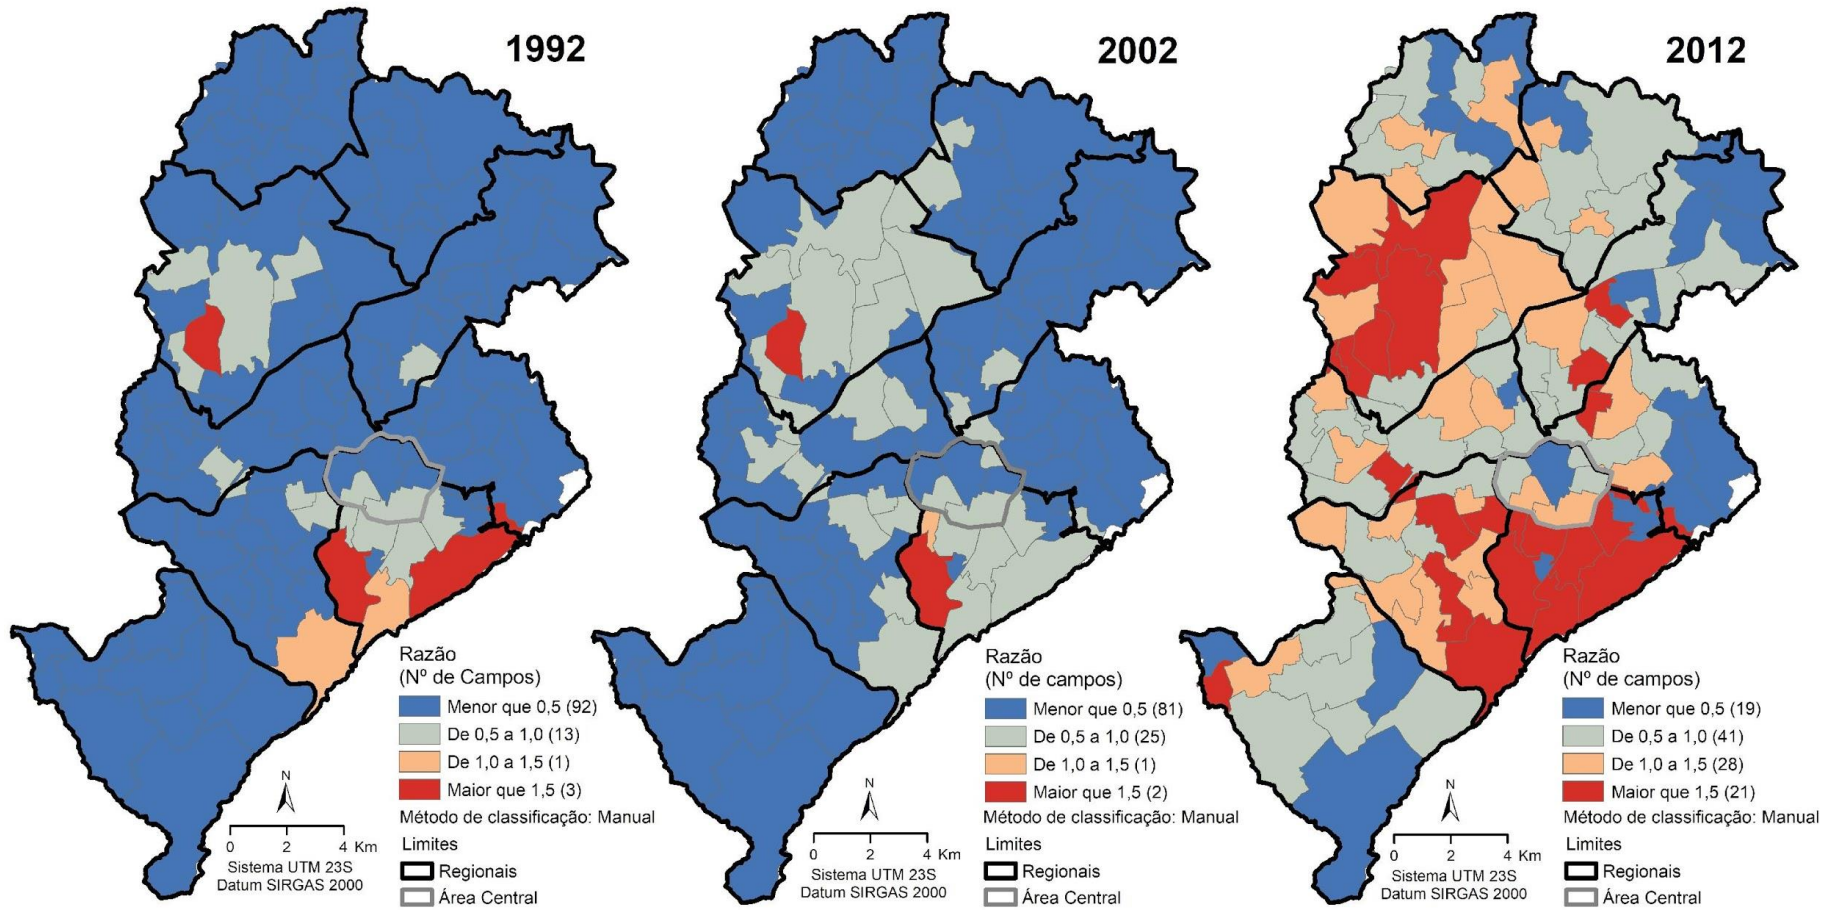 1992
Razão
(Nº de Campos)
Menor que 0,5 (92)
De 0,5 a 1,0 (13)
De 1,0 a 1,5 (1)
Maior que 1,5 (3)
Método de classificação: Manual
Limites
Regionais
Área Central
N
0 2 4 Km
Sistema UTM 23S
Datum SIRGAS 2000
2002
Razão
(Nº de campos)
Menor que 0,5 (81)
De 0,5 a 1,0 (25)
De 1,0 a 1,5 (1)
Maior que 1,5 (2)
Método de classificação: Manual
Limites
Regionais
Área Central
N
0 2 4 Km
Sistema UTM 23S
Datum SIRGAS 2000
2012
Razão
(Nº de campos)
Menor que 0,5 (19)
De 0,5 a 1,0 (41)
De 1,0 a 1,5 (28)
Maior que 1,5 (21)
Método de classificação: Manual
Limites
Regionais
Área Central
N
0 2 4 Km
Sistema UTM 23S
Datum SIRGAS 2000